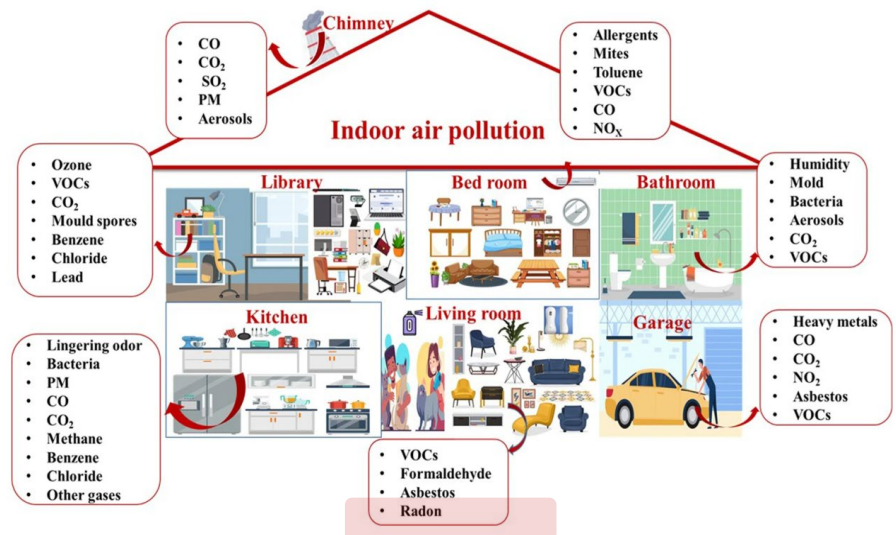 Chimney
CO
CO₂
SO₂
PM
Aerosols
Allergents
Mites
Toluene
VOCs
CO
NOX
Indoor air pollution
Ozone
VOCs
CO₂
Mould spores
Benzene
Chloride
Lead
Library
Bed room
Bathroom
Humidity
Mold
Bacteria
Aerosols
CO₂
VOCs
Kitchen
Living room
Garage
Lingering odor
Bacteria
PM
CO
CO₂
Methane
Benzene
Chloride
Other gases
Heavy metals
CO
CO₂
NO₂
Asbestos
VOCs
VOCs
Formaldehyde
Asbestos
Radon